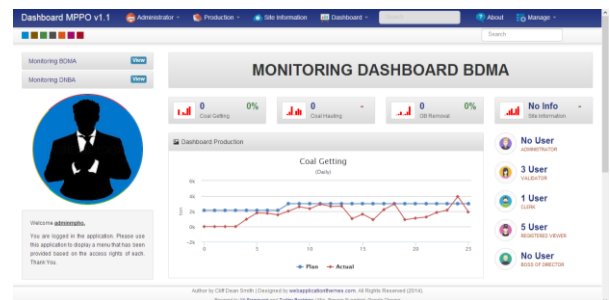 Dashboard MPPO v1.1
Administrator
Production
Site Information
Dashboard
Search
About
Manage
Search
Monitoring BDMA
View
Monitoring DNBA
View
MONITORING DASHBOARD BDMA
0
0%
Coal Getting
0
-
Coal Hauling
0
0%
OB Removal
No Info
-
Site Information
Dashboard Production
Coal Getting
(Daily)
6k
4k
2k
0k
-2k
0
5
10
15
20
25
Plan
Actual
No User
ADMINISTRATOR
3 User
VALIDATOR
1 User
CLERK
5 User
REGISTERED VIEWER
No User
BOSS OF DIRECTOR
Welcome adminmpho,
You are logged in the application. Please use
this application to display a menu that has been
provided based on the access rights of each.
Thank You.
Author by Cliff Dean Smith | Designed by webapplicationthemes.com. All Rights Reserved (2014).